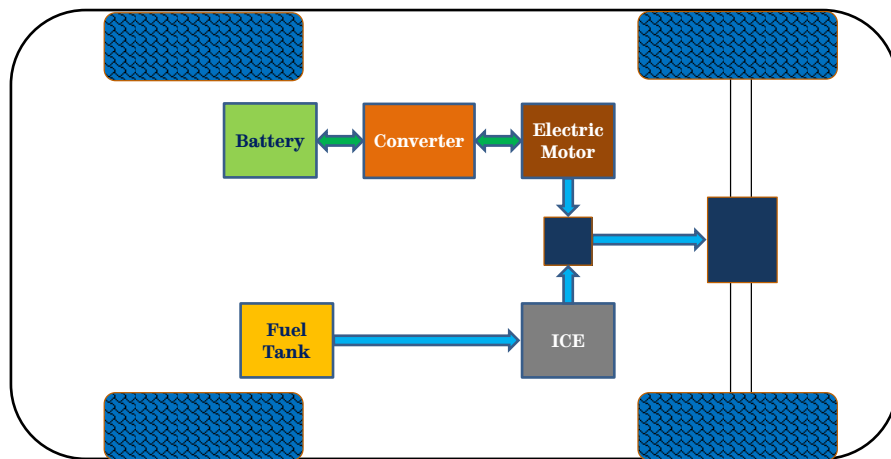 Battery
Converter
Electric
Motor
Fuel
Tank
ICE